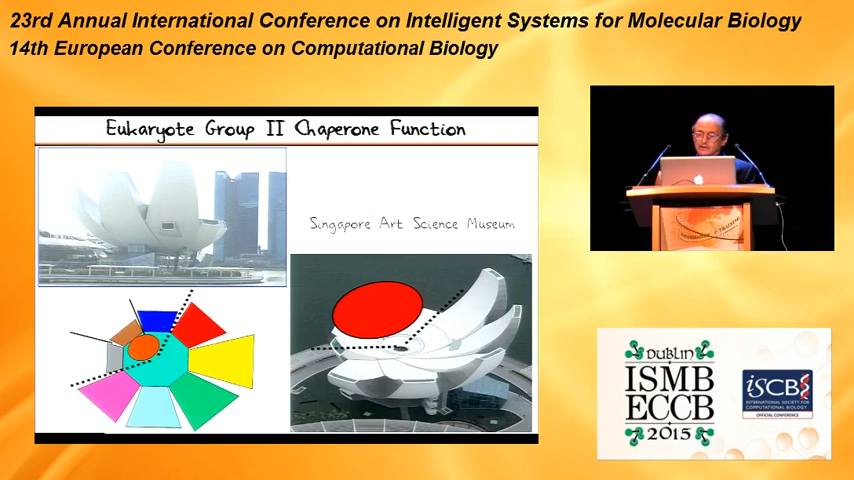 23rd Annual International Conference on Intelligent Systems for Molecular Biology
14th European Conference on Computational Biology
Eukaryote Group II Chaperone Function
Singapore Art Science Museum
DUBLIN
ISMB
ECCB
2015
iSCB
INTERNATIONAL SOCIETY FOR
COMPUTATIONAL BIOLOGY
OFFICIAL CONFERENCE